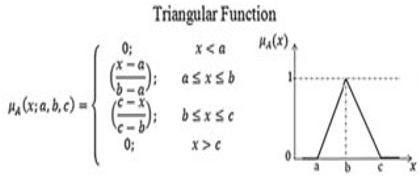 Triangular Function
0; x < a
(x − a / b − a); a ≤ x ≤ b
μA(x; a, b, c) = {
(c − x / c − b); b ≤ x ≤ c
0; x > c
μA(x)
1
0
a b c x